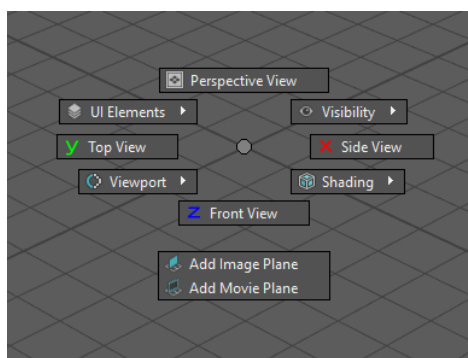 Perspective View
UI Elements
Visibility
y Top View
x Side View
Viewport
Shading
z Front View
Add Image Plane
Add Movie Plane